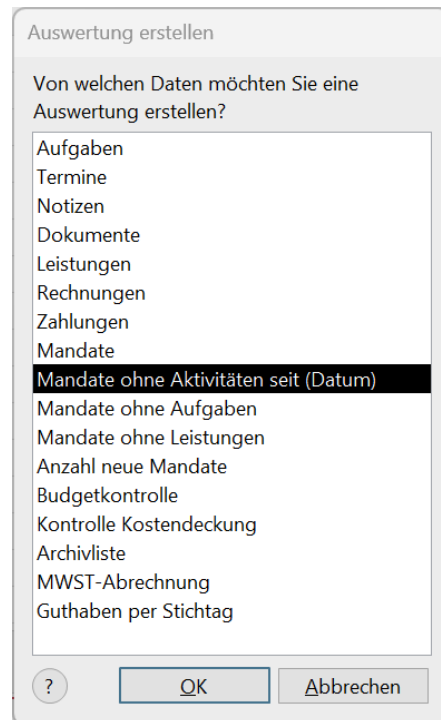 Auswertung erstellen
Von welchen Daten möchten Sie eine
Auswertung erstellen?
Aufgaben
Termine
Notizen
Dokumente
Leistungen
Rechnungen
Zahlungen
Mandate
Mandate ohne Aktivitäten seit (Datum)
Mandate ohne Aufgaben
Mandate ohne Leistungen
Anzahl neue Mandate
Budgetkontrolle
Kontrolle Kostendeckung
Archivliste
MWST-Abrechnung
Guthaben per Stichtag
? OK Abbrechen